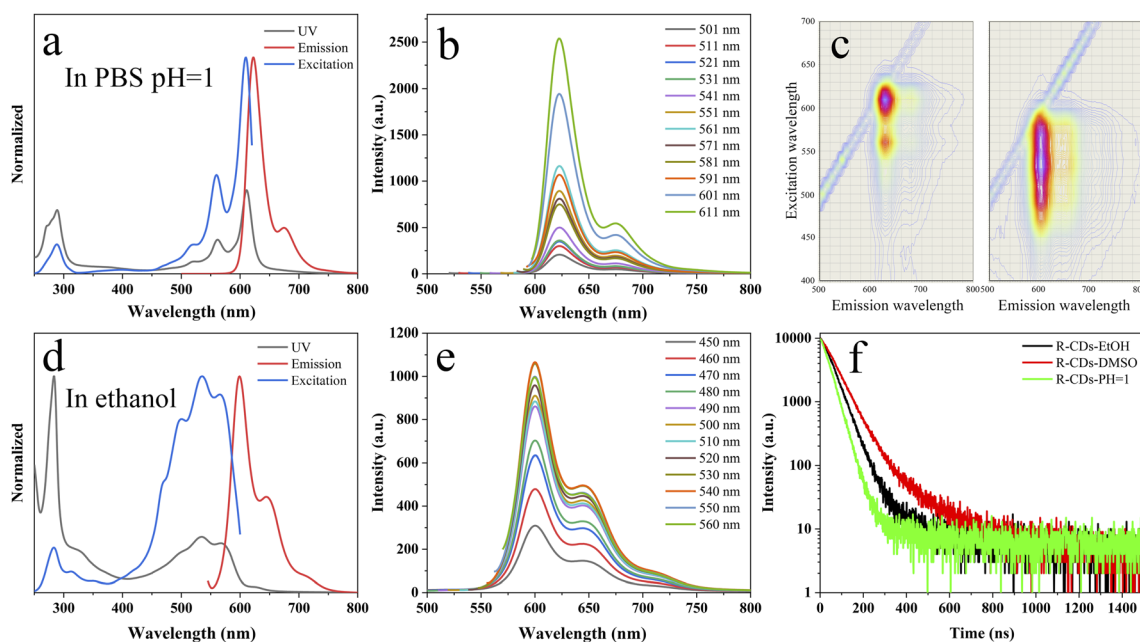 a
In PBS pH=1
UV
Emission
Excitation
Normalized
300 400 500 600 700 800
Wavelength (nm)
b
501 nm
511 nm
521 nm
531 nm
541 nm
551 nm
561 nm
571 nm
581 nm
591 nm
601 nm
611 nm
Intensity (a.u.)
2500
2000
1500
1000
500
0
500 550 600 650 700 750 800
Wavelength (nm)
c
Excitation wavelength
700
600
500
400
500 600 700 800
Emission wavelength
600 700 800
Emission wavelength
d
In ethanol
UV
Emission
Excitation
Normalized
300 400 500 600 700 800
Wavelength (nm)
e
450 nm
460 nm
470 nm
480 nm
490 nm
500 nm
510 nm
520 nm
530 nm
540 nm
550 nm
560 nm
Intensity (a.u.)
1200
1000
800
600
400
200
0
500 550 600 650 700 750 800
Wavelength (nm)
f
R-CDs-EtOH
R-CDs-DMSO
R-CDs-PH=1
Intensity (a.u.)
10000
1000
100
10
1
0 200 400 600 800 1000 1200 1400
Time (ns)